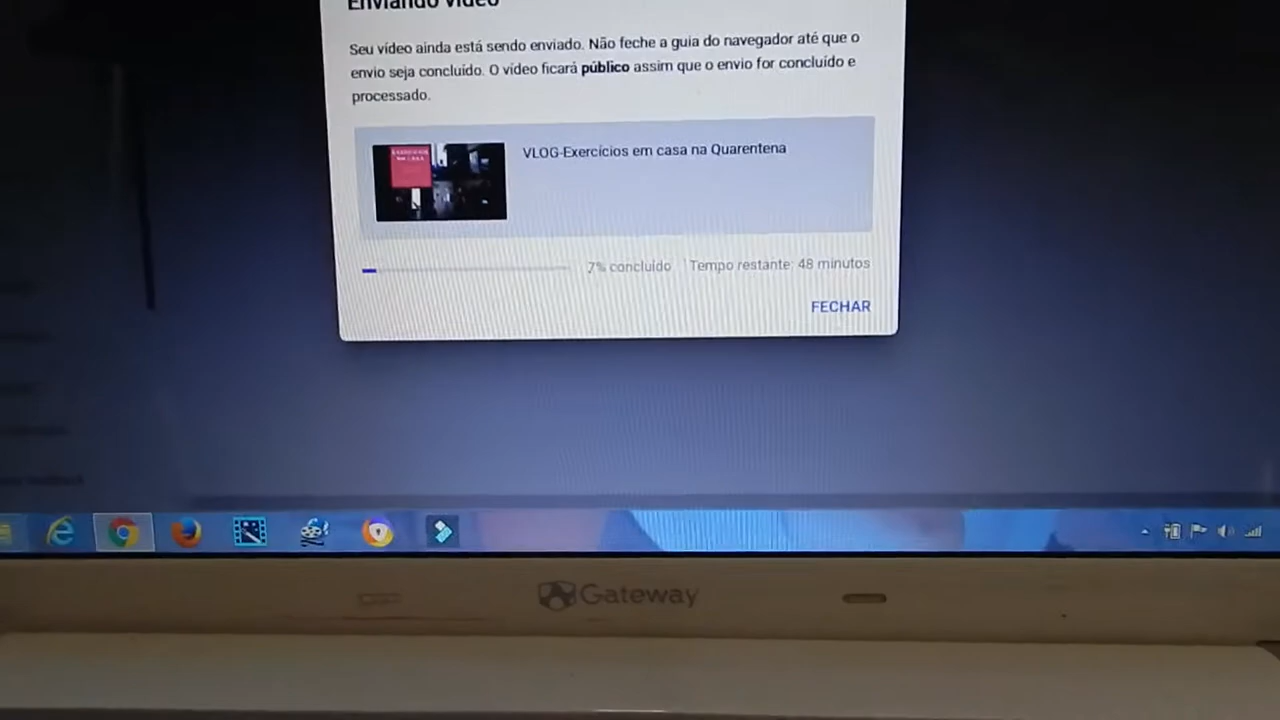 Enviando vídeo
Seu vídeo ainda está sendo enviado. Não feche a guia do navegador até que o
envio seja concluído. O vídeo ficará público assim que o envio for concluído e
processado.
VLOG-Exercícios em casa na Quarentena
7% concluído
Tempo restante: 48 minutos
FECHAR
Gateway